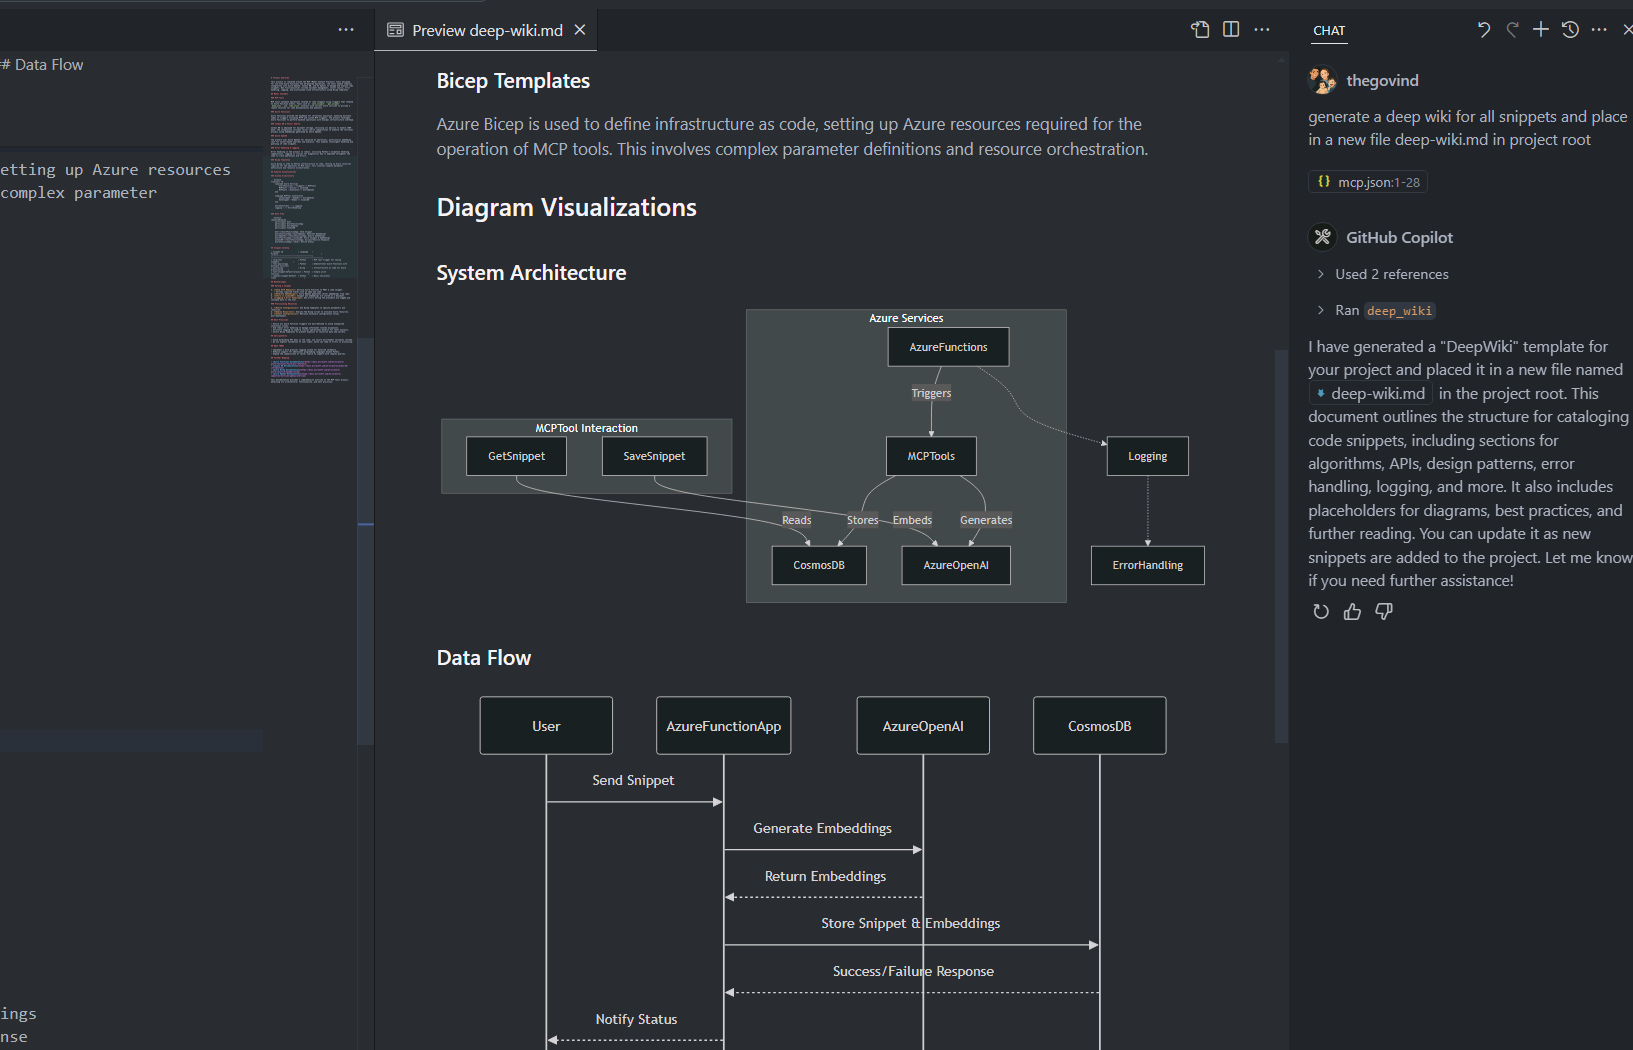 ## Data Flow
etting up Azure resources
complex parameter
ings
nse
Preview deep-wiki.md
Bicep Templates
Azure Bicep is used to define infrastructure as code, setting up Azure resources required for the
operation of MCP tools. This involves complex parameter definitions and resource orchestration.
Diagram Visualizations
System Architecture
Azure Services
AzureFunctions
Triggers
MCPTool Interaction
GetSnippet
SaveSnippet
MCPTools
Logging
Reads
Stores
Embeds
Generates
CosmosDB
AzureOpenAI
ErrorHandling
Data Flow
User
AzureFunctionApp
AzureOpenAI
CosmosDB
Send Snippet
Generate Embeddings
Return Embeddings
Store Snippet & Embeddings
Success/Failure Response
Notify Status
CHAT
thegovind
generate a deep wiki for all snippets and place
in a new file deep-wiki.md in project root
{} mcp.json:1-28
GitHub Copilot
Used 2 references
Ran deep_wiki
I have generated a "DeepWiki" template for
your project and placed it in a new file named
deep-wiki.md in the project root. This
document outlines the structure for cataloging
code snippets, including sections for
algorithms, APIs, design patterns, error
handling, logging, and more. It also includes
placeholders for diagrams, best practices, and
further reading. You can update it as new
snippets are added to the project. Let me know
if you need further assistance!